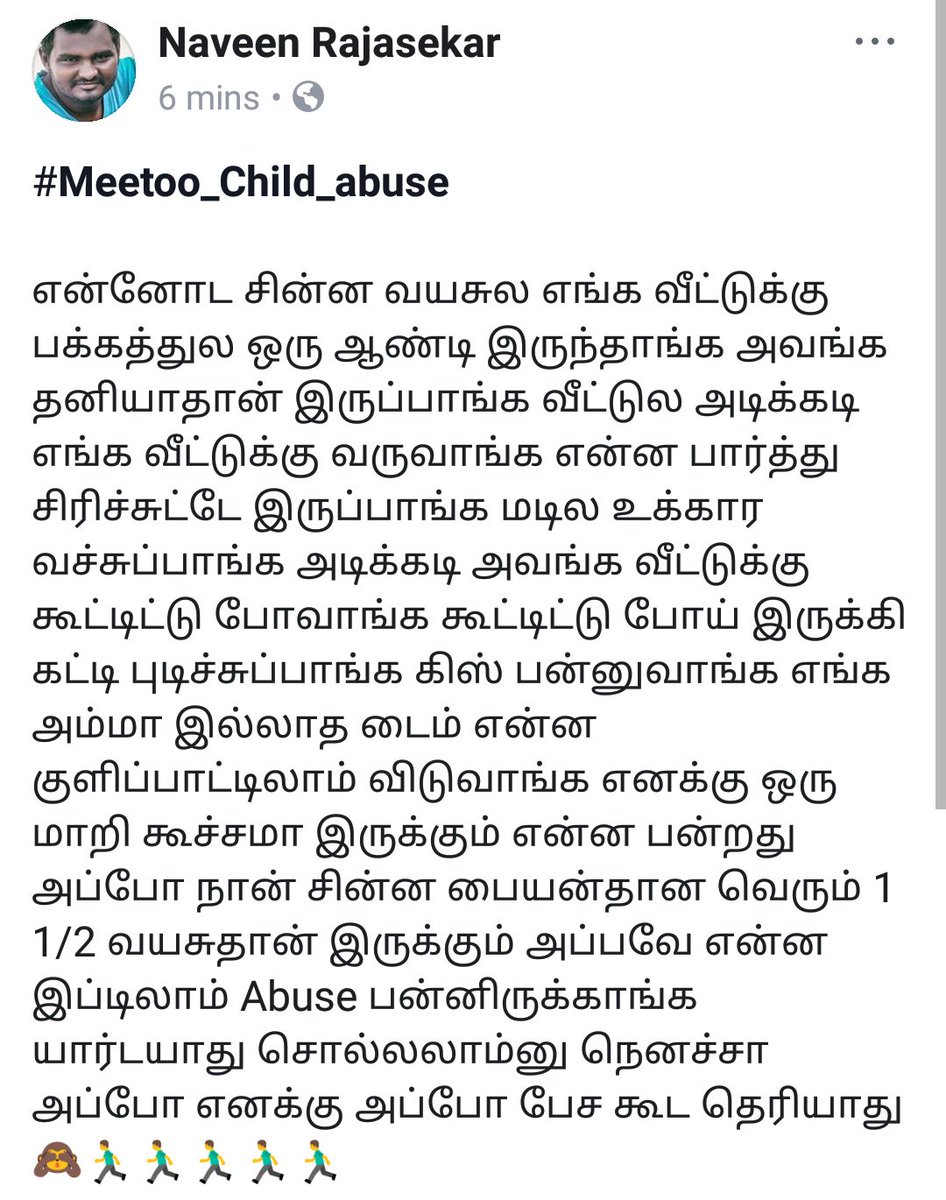 Naveen Rajasekar
6 mins •
#Meetoo_Child_abuse
என்னோட சின்ன வயசுல எங்க வீட்டுக்கு
பக்கத்துல ஒரு ஆண்டி இருந்தாங்க அவங்க
தனியாதான் இருப்பாங்க வீட்டுல அடிக்கடி
எங்க வீட்டுக்கு வருவாங்க என்ன பார்த்து
சிரிச்சுட்டே இருப்பாங்க மடில உக்கார
வச்சுப்பாங்க அடிக்கடி அவங்க வீட்டுக்கு
கூட்டிட்டு போவாங்க கூட்டிட்டு போய் இருக்கி
கட்டி புடிச்சுப்பாங்க கிஸ் பன்னுவாங்க எங்க
அம்மா இல்லாத டைம் என்ன
குளிப்பாட்டிலாம் விடுவாங்க எனக்கு ஒரு
மாறி கூச்சமா இருக்கும் என்ன பன்றது
அப்போ நான் சின்ன பையன்தான வெரும் 1
1/2 வயசுதான் இருக்கும் அப்பவே என்ன
இப்டிலாம் Abuse பன்னிருக்காங்க
யார்டயாது சொல்லலாம்னு நெனச்சா
அப்போ எனக்கு அப்போ பேச கூட தெரியாது
🙈🏃‍♂️🏃‍♂️🏃‍♂️🏃‍♂️🏃‍♂️